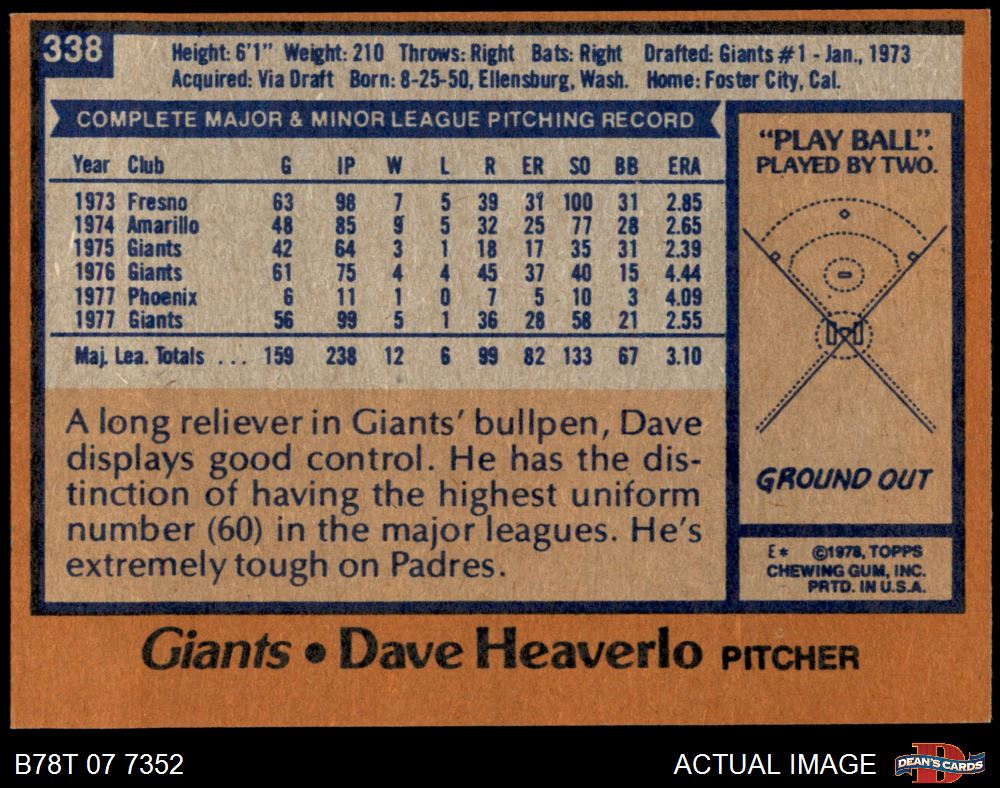 338
Height: 6'1" Weight: 210 Throws: Right Bats: Right Drafted: Giants #1 - Jan., 1973
Acquired: Via Draft Born: 8-25-50, Ellensburg, Wash. Home: Foster City, Cal.
COMPLETE MAJOR & MINOR LEAGUE PITCHING RECORD
Year Club G IP W L R ER SO BB ERA
1973 Fresno 63 98 7 5 39 31 100 31 2.85
1974 Amarillo 48 85 9 5 32 25 77 28 2.65
1975 Giants 42 64 3 1 18 17 35 31 2.39
1976 Giants 61 75 4 4 45 37 40 15 4.44
1977 Phoenix 6 11 1 0 7 5 10 3 4.09
1977 Giants 56 99 5 1 36 28 58 21 2.55
Maj. Lea. Totals . . . 159 238 12 6 99 82 133 67 3.10
A long reliever in Giants' bullpen, Dave
displays good control. He has the dis-
tinction of having the highest uniform
number (60) in the major leagues. He's
extremely tough on Padres.
"PLAY BALL".
PLAYED BY TWO.
GROUND OUT
E* ©1978, TOPPS
CHEWING GUM, INC.
PRTD. IN U.S.A.
Giants • Dave Heaverlo PITCHER
B78T 07 7352
ACTUAL IMAGE
D
DEAN'S CARDS